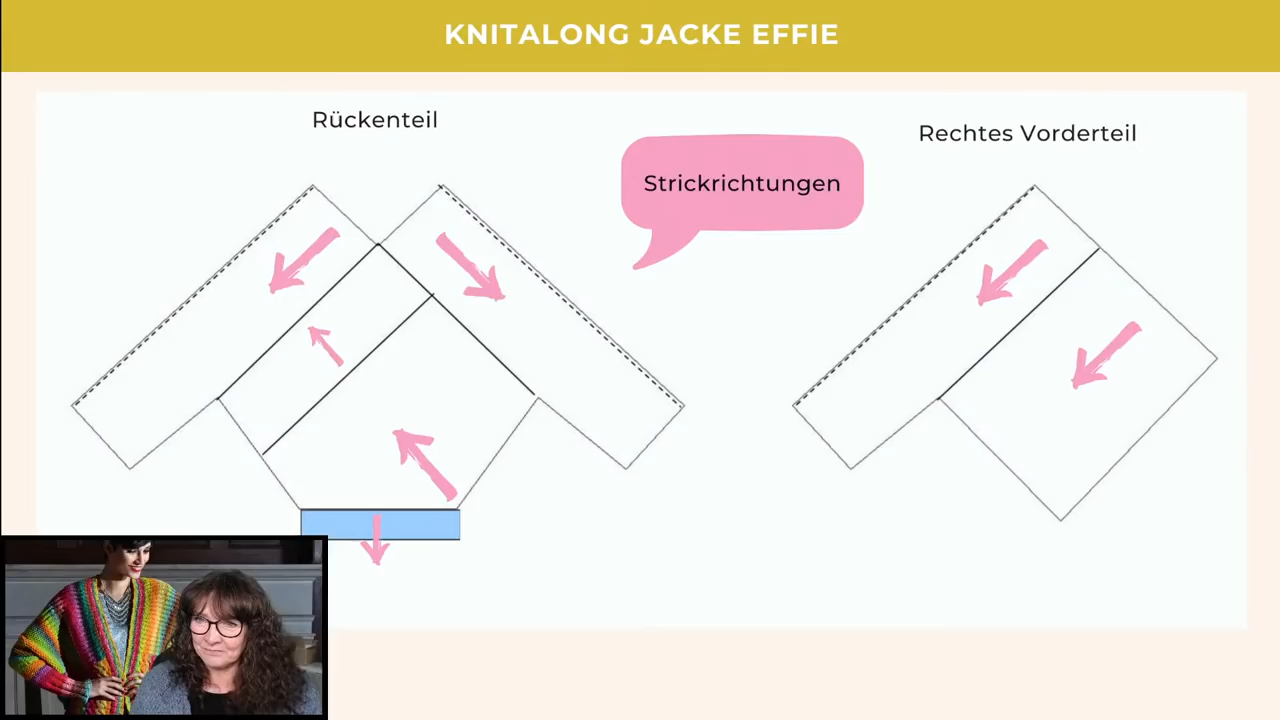 KNITALONG JACKE EFFIE
Rückenteil
Strickrichtungen
Rechtes Vorderteil